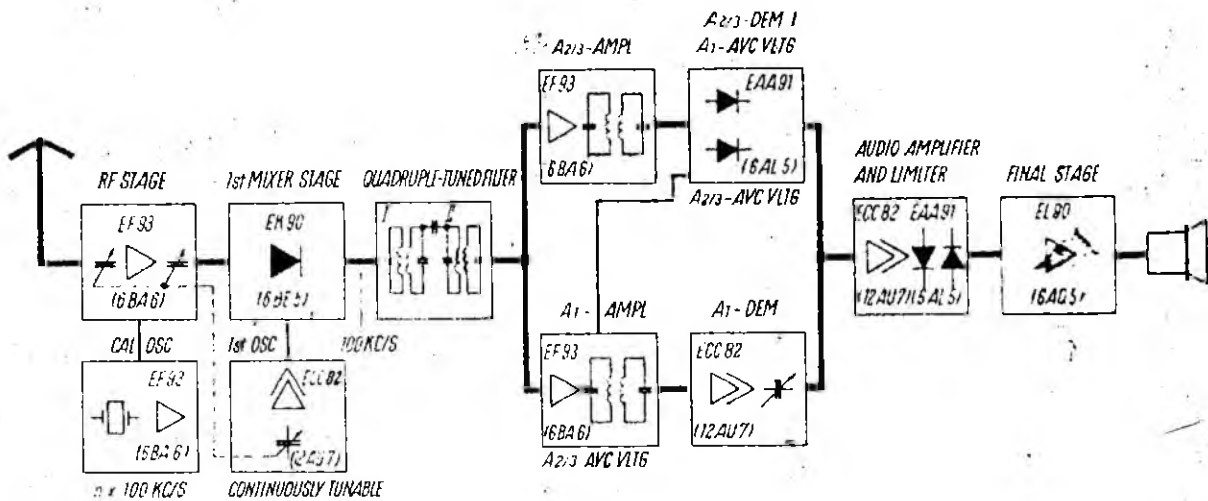 A2/3-DEM 1
A2/3-AMPL
A1-AVC VLTG
EF93
EAA91
(6BA6)
(6AL5)
A2/3-AVC VLTG
AUDIO AMPLIFIER
AND LIMITER
RF STAGE
1st MIXER STAGE
QUADRUPLE-TUNED FILTER
FINAL STAGE
EF93
EK90
I
II
ECC82
EAA91
EL90
(6BA6)
(6BE5)
(12AU7)
(5AL5)
(6AQ5)
CAL OSC
1st OSC
100 KC/S
A1- AMPL
A1-DEM
EF93
ECC82
EF93
ECC82
(6BA6)
(12AU7)
(6BA6)
(12AU7)
A2/3 AVC VLTG
n x 100 KC/S
CONTINUOUSLY TUNABLE